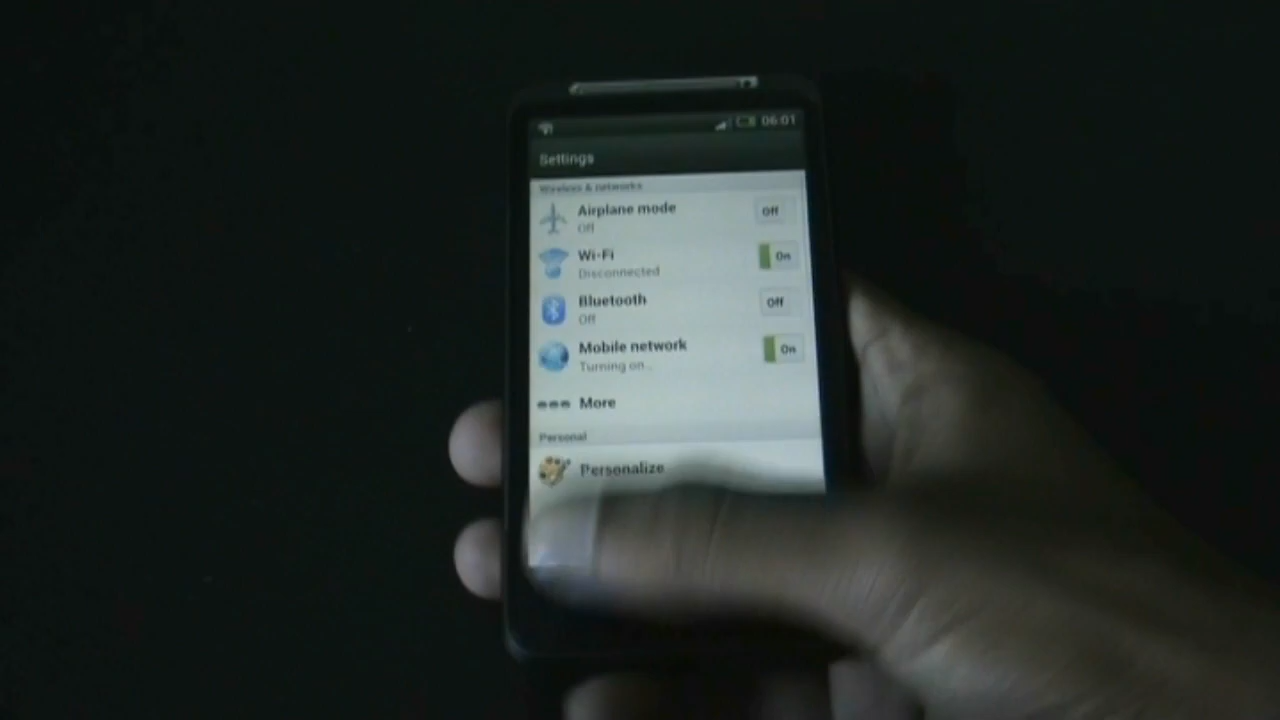 06:01
Settings
Wireless & networks
Airplane mode
Off
Off
Wi-Fi
On
Disconnected
Bluetooth
Off
Off
Mobile network
On
Turning on...
More
Personal
Personalize